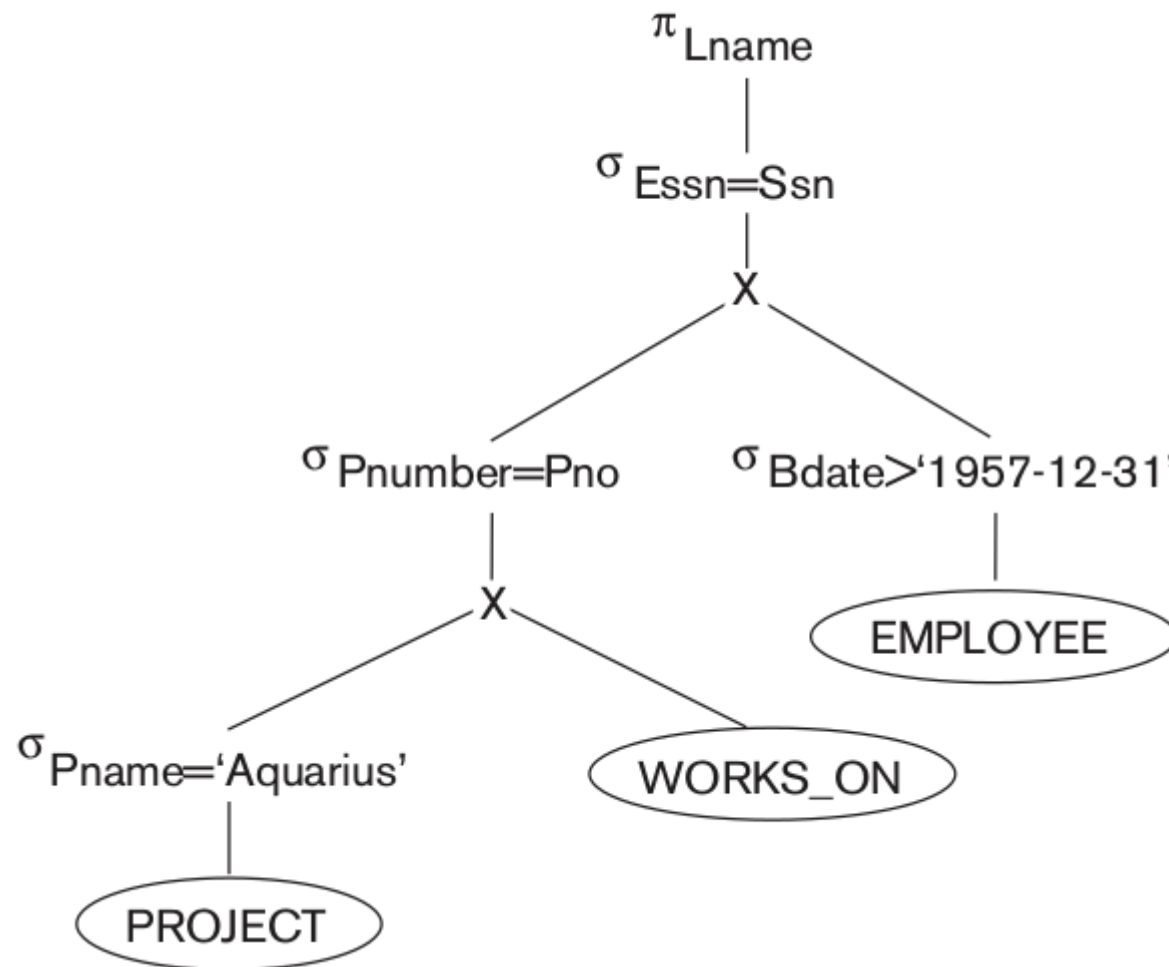 π Lname
σ Essn=Ssn
X
σ Pnumber=Pno
σ Bdate>‘1957-12-31’
X
EMPLOYEE
σ Pname=‘Aquarius’
WORKS_ON
PROJECT